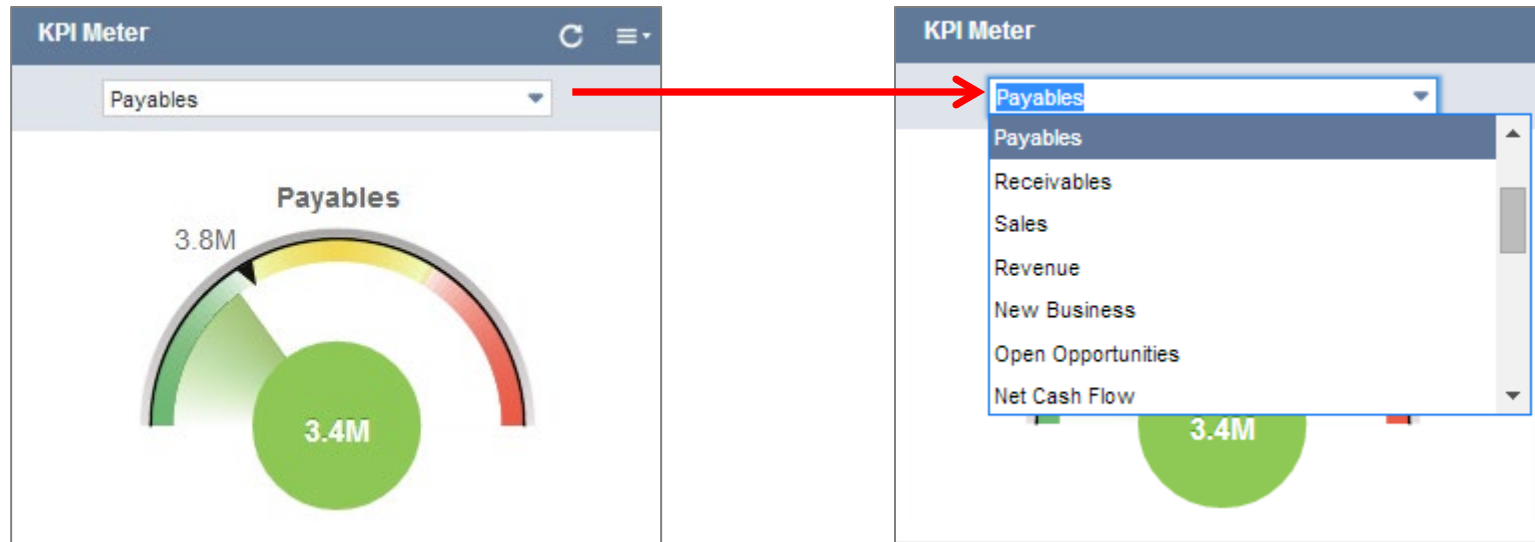 KPI Meter
Payables
Payables
3.8M
3.4M
KPI Meter
Payables
Payables
Receivables
Sales
Revenue
New Business
Open Opportunities
Net Cash Flow
3.4M